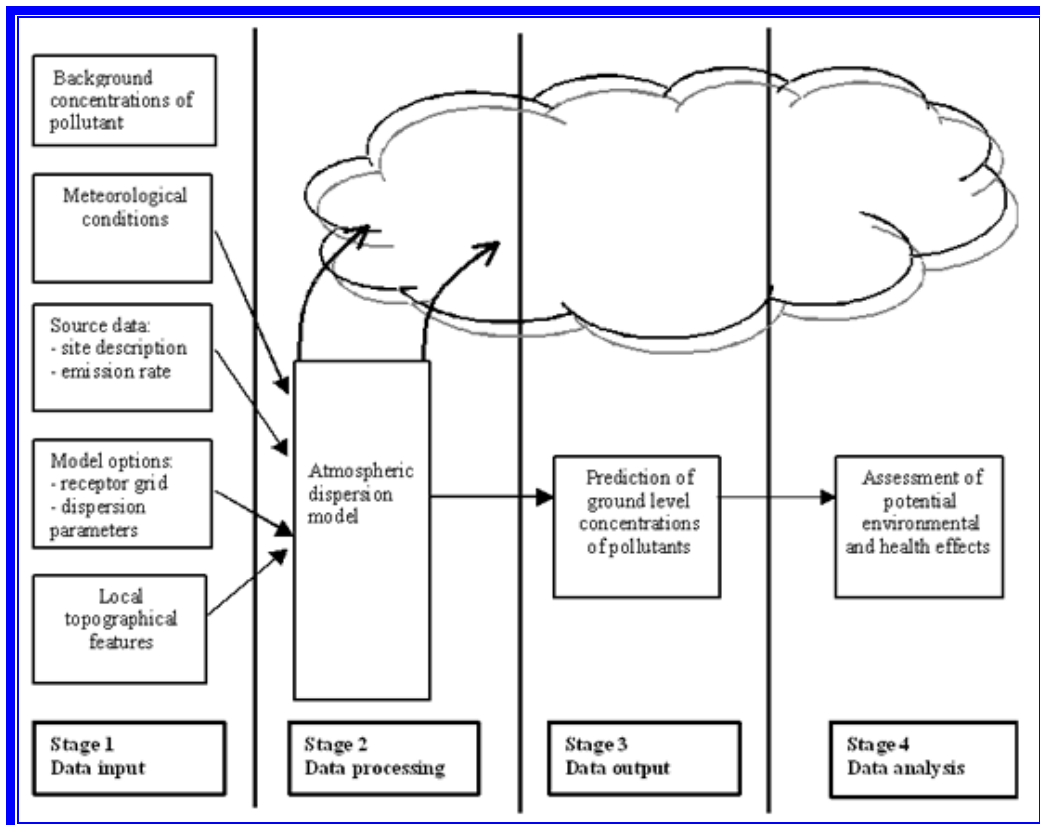 Background
concentrations of
pollutant
Meteorological
conditions
Source data:
- site description
- emission rate
Model options:
- receptor grid
- dispersion
parameters
Local
topographical
features
Atmospheric
dispersion
model
Prediction of
ground level
concentrations
of pollutants
Assessment of
potential
environmental
and health effects
Stage 1
Data input
Stage 2
Data processing
Stage 3
Data output
Stage 4
Data analysis